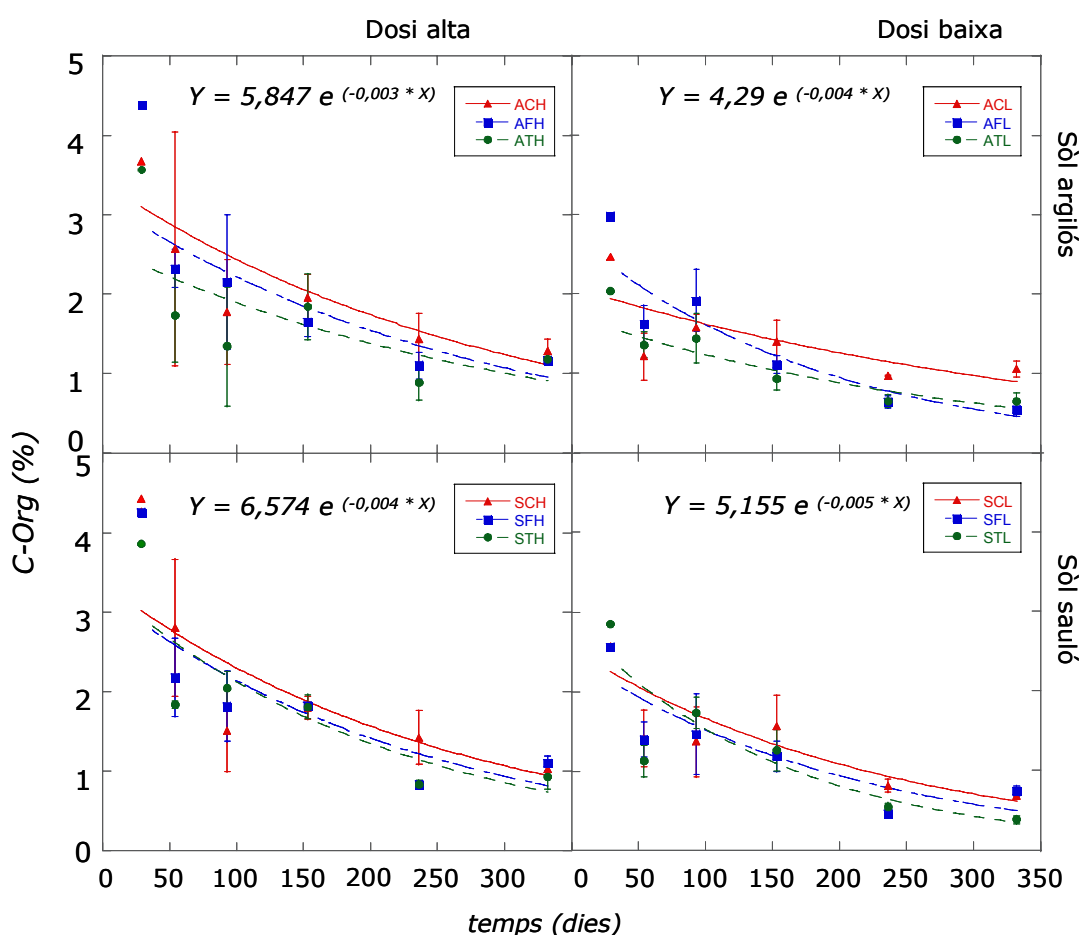 Dosi alta
Dosi baixa
5
4
3
2
1
0
Y = 5,847 e (-0,003 * X)
ACH
AFH
ATH
Y = 4,29 e (-0,004 * X)
ACL
AFL
ATL
Sòl argilós
C-Org (%)
5
4
3
2
1
0
Y = 6,574 e (-0,004 * X)
SCH
SFH
STH
Y = 5,155 e (-0,005 * X)
SCL
SFL
STL
Sòl sauló
0 50 100 150 200 250 300
0 50 100 150 200 250 300 350
temps (dies)